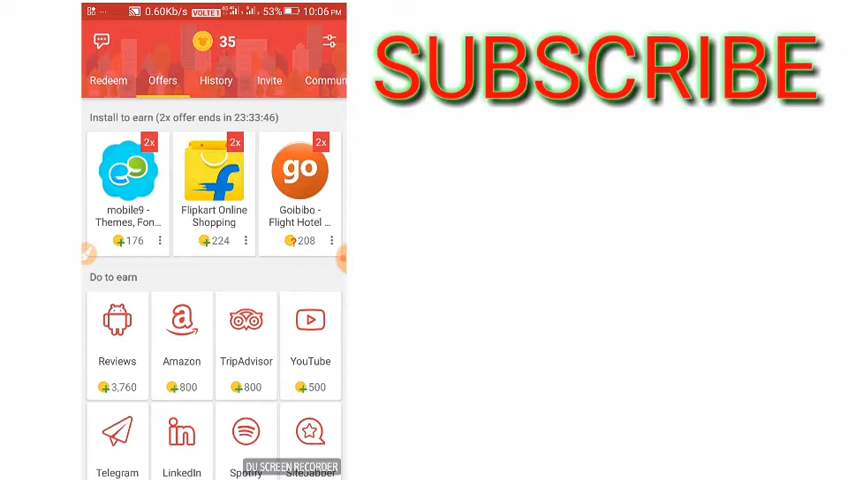 0.60Kb/s VOLTE1 53% 10:06 PM
SUBSCRIBE
35
Redeem Offers History Invite Commun
Install to earn (2x offer ends in 23:33:46)
2x 2x 2x
go
mobile9 - Themes, Fon...
Flipkart Online Shopping
Goibibo - Flight Hotel ...
176 224 208
Do to earn
Reviews Amazon TripAdvisor YouTube
3,760 800 800 500
Telegram LinkedIn Spotify SiteJabber
DU SCREEN RECORDER